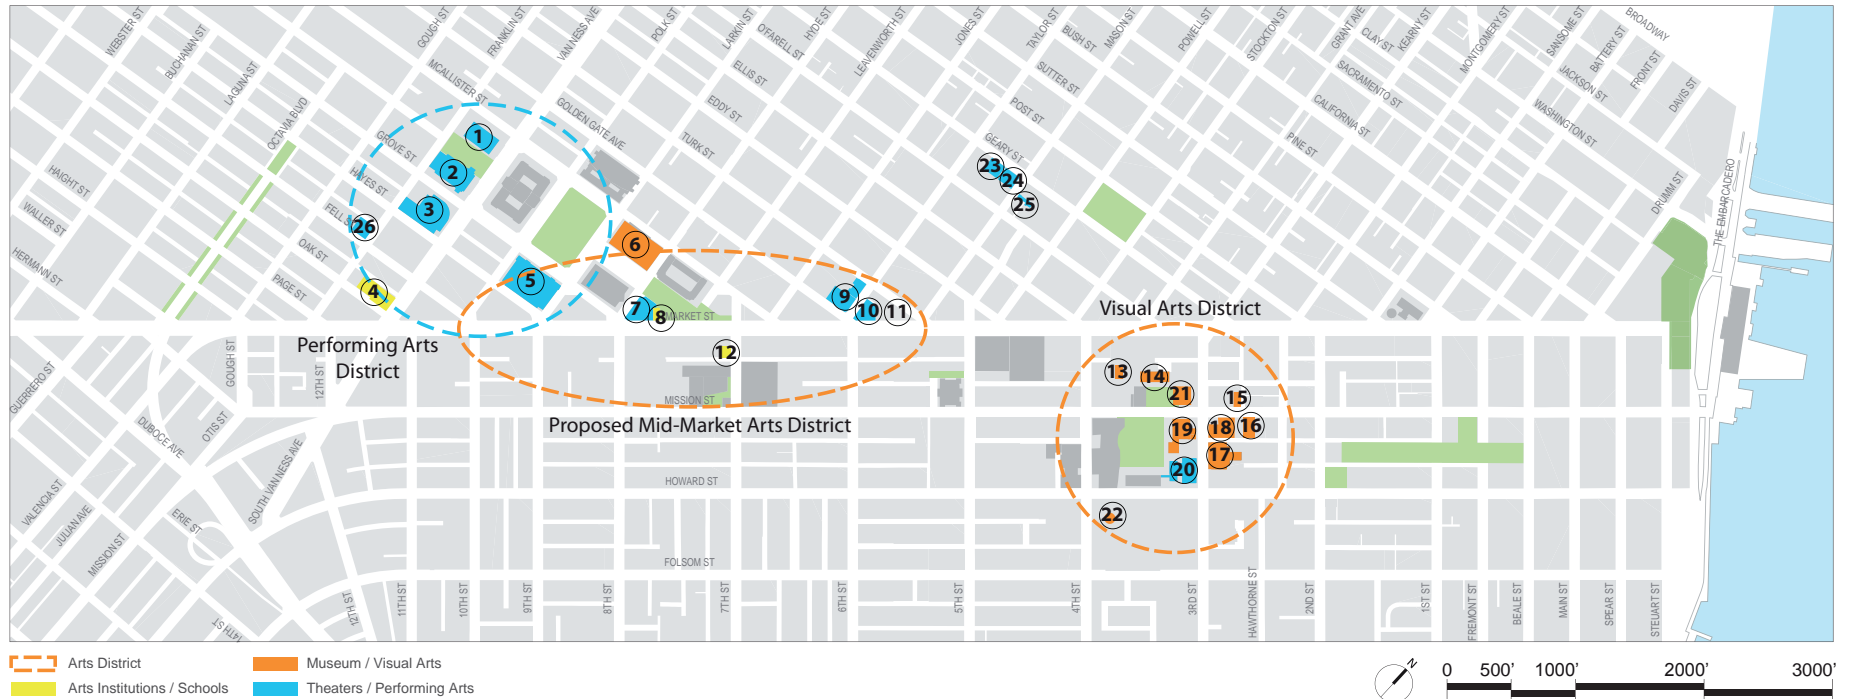 WEBSTER ST
BUCHANAN ST
LAGUNA ST
OCTAVIA BLVD
GOUGH ST
FRANKLIN ST
VAN NESS AVE
POLK ST
LARKIN ST
O'FARELL ST
HYDE ST
LEAVENWORTH ST
JONES ST
TAYLOR ST
BUSH ST
MASON ST
POWELL ST
STOCKTON ST
GRANT AVE
CLAY ST
KEARNY ST
MONTGOMERY ST
SANSOME ST
BATTERY ST
BROADWAY
FRONT ST
JACKSON ST
DAVIS ST
MCALLISTER ST
GOLDEN GATE AVE
ELLIS ST
EDDY ST
TURK ST
SUTTER ST
POST ST
GEARY ST
SACRAMENTO ST
CALIFORNIA ST
PINE ST
WASHINGTON ST
DRUMM ST
THE EMBARCADERO
GROVE ST
HAYES ST
FELL ST
OAK ST
PAGE ST
HAIGHT ST
WALLER ST
HERMANN ST
1
2
3
26
4
5
6
7
8
MARKET ST
9
10
11
12
23
24
25
Performing Arts
District
Proposed Mid-Market Arts District
Visual Arts District
13
14
21
15
19
18
16
17
20
22
GUERRERO ST
DUBOCE AVE
OTIS ST
GOUGH ST
12TH ST
SOUTH VAN NESS AVE
VALENCIA ST
JULIAN AVE
MISSION ST
ERIE ST
14TH ST
12TH ST
MISSION ST
HOWARD ST
FOLSOM ST
11TH ST
10TH ST
9TH ST
8TH ST
7TH ST
6TH ST
5TH ST
4TH ST
3RD ST
HAWTHORNE ST
2ND ST
1ST ST
FREMONT ST
BEALE ST
MAIN ST
SPEAR ST
STEUART ST
Arts District
Museum / Visual Arts
Arts Institutions / Schools
Theaters / Performing Arts
N
0 500' 1000' 2000' 3000'